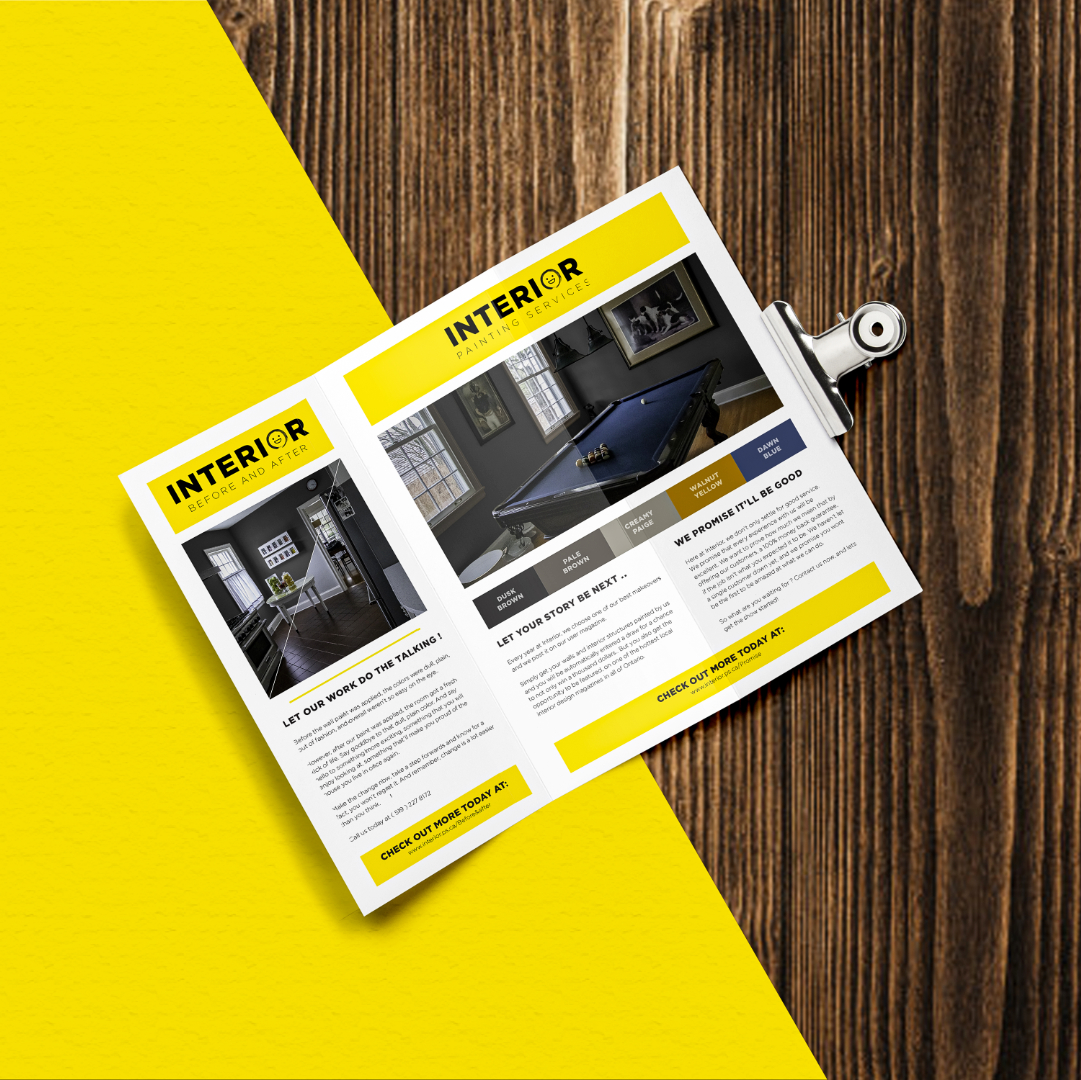 INTERIOR
BEFORE AND AFTER
LET OUR WORK DO THE TALKING !
Before the wall paint was applied, the colors were dull, plain,
out of fashion, and overall weren't so easy on the eye.
However, after our paint was applied, the room got a fresh
kick of life. Say goodbye to that dull, plain color. And say
hello to something more exciting, something that you will
enjoy looking at, something that'll make you proud of the
house you live in once again.
Make the change now, take a step forwards and know for a
fact, you won't regret it. And remember, change is a lot easier
than you think. !
Call us today at ( 519 ) 227 8172
CHECK OUT MORE TODAY AT:
www.interior.ps.ca/Before&after
INTERIOR
PAINTING SERVICES
DUSK
BROWN
PALE
BROWN
CREAMY
PAIGE
WALNUT
YELLOW
DAWN
BLUE
LET YOUR STORY BE NEXT ..
Every year at Interior, we choose one of our best makeovers
and we post it on our user magazine.
Simply get your walls and interior structures painted by us
and you will be automatically entered a draw for a chance
to not only win a thousand dollars. But you also get the
opportunity to be featured on one of the hottest local
interior design magazines in all of Ontario.
WE PROMISE IT'LL BE GOOD
Here at Interior, we don't only settle for good service.
We promise that every experience with us will be
excellent. We want to prove how much we mean that by
offering our customers, a 100% money back guarantee,
if the job isn't what you expected it to be. We haven't let
a single customer down yet, and we promise you wont
be the first to be amazed at what we can do.
So what are you waiting for ? Contact us now, and lets
get the show started!
CHECK OUT MORE TODAY AT:
www.interior.ps.ca/Promise